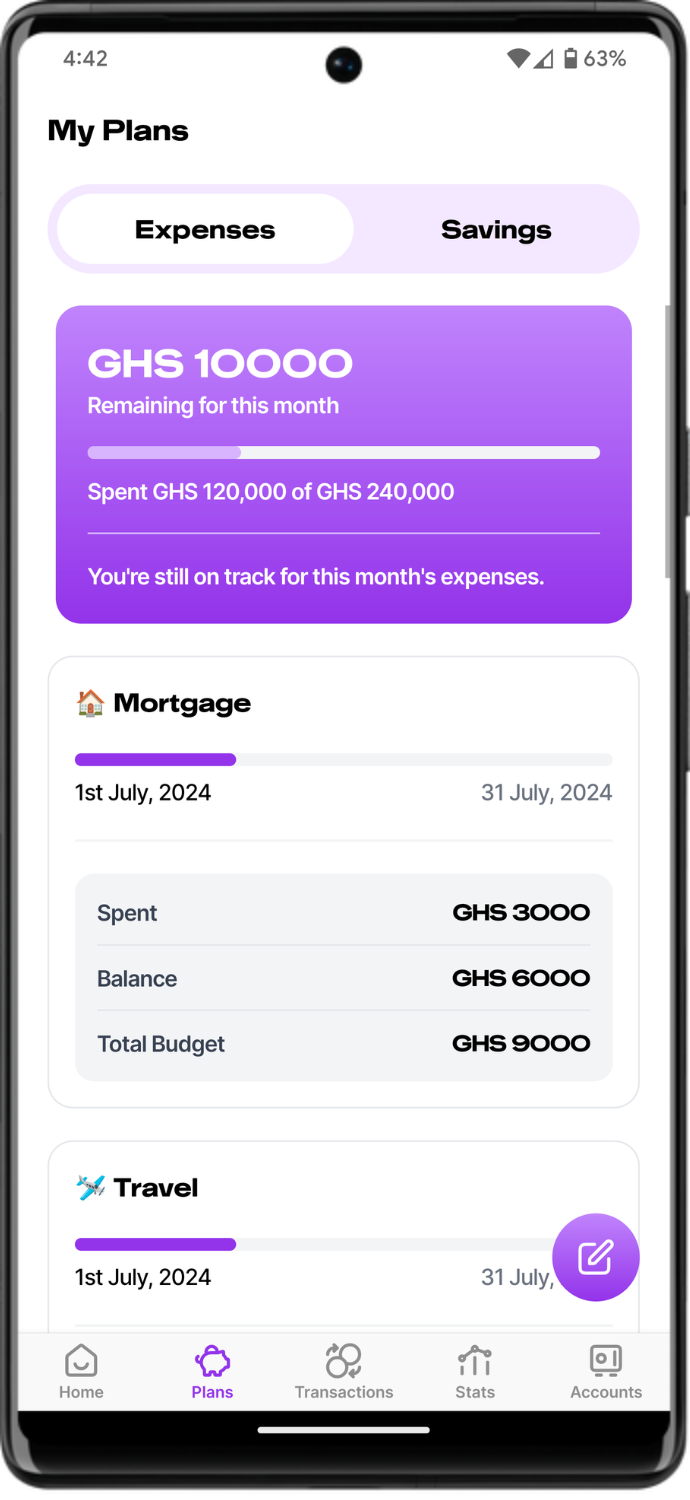 4:42
63%
My Plans
Expenses
Savings
GHS 10000
Remaining for this month
Spent GHS 120,000 of GHS 240,000
You're still on track for this month's expenses.
Mortgage
1st July, 2024
31 July, 2024
Spent
GHS 3000
Balance
GHS 6000
Total Budget
GHS 9000
Travel
1st July, 2024
31 July,
Home
Plans
Transactions
Stats
Accounts